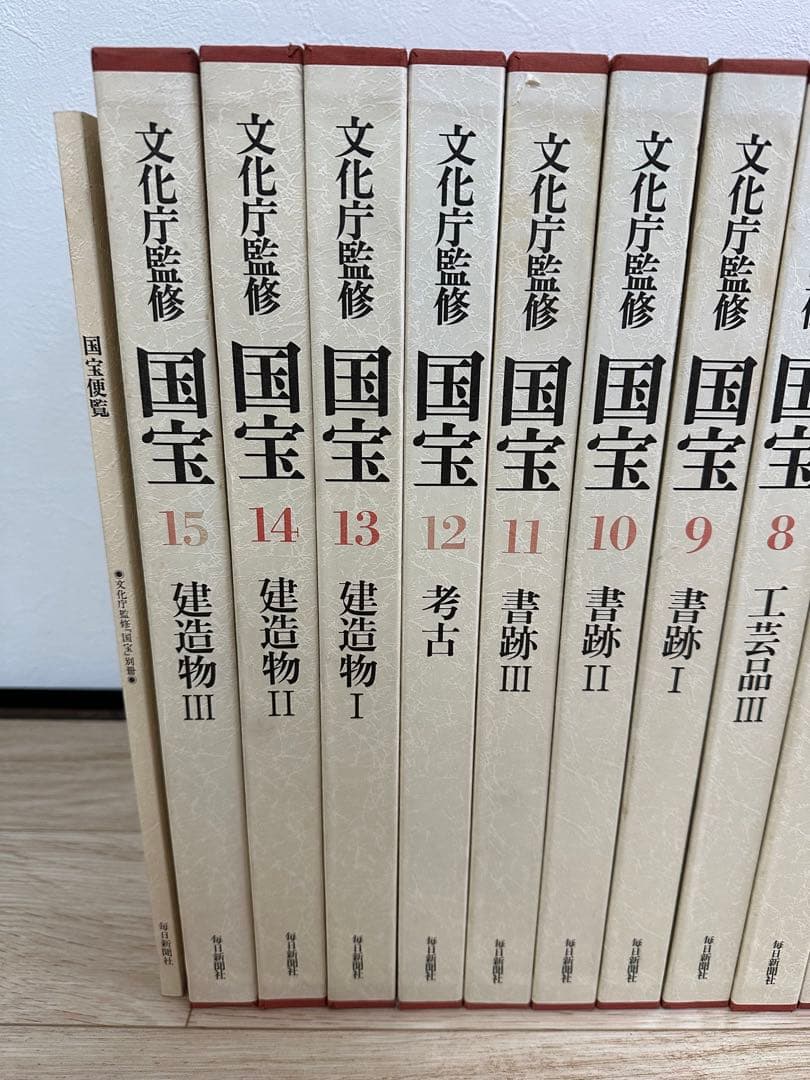 国宝便覧
●文化庁監修『国宝』別冊●
毎日新聞社
文化庁監修
国宝
15
建造物III
毎日新聞社
文化庁監修
国宝
14
建造物II
毎日新聞社
文化庁監修
国宝
13
建造物I
毎日新聞社
文化庁監修
国宝
12
考古
毎日新聞社
文化庁監修
国宝
11
書跡III
毎日新聞社
文化庁監修
国宝
10
書跡II
毎日新聞社
文化庁監修
国宝
9
書跡I
毎日新聞社
国宝
8
工芸品III
毎日新聞社